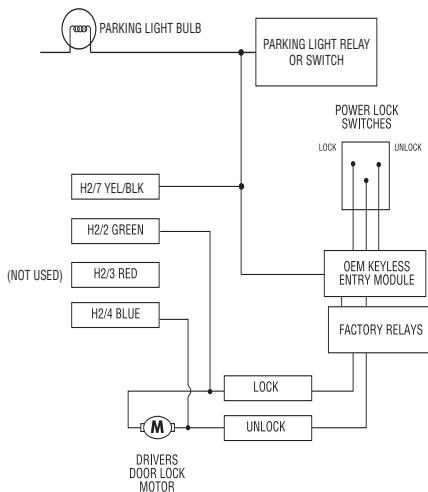 PARKING LIGHT BULB
PARKING LIGHT RELAY
OR SWITCH
POWER LOCK
SWITCHES
LOCK
UNLOCK
H2/7 YEL/BLK
H2/2 GREEN
(NOT USED)
H2/3 RED
H2/4 BLUE
OEM KEYLESS
ENTRY MODULE
FACTORY RELAYS
LOCK
UNLOCK
M
DRIVERS
DOOR LOCK
MOTOR